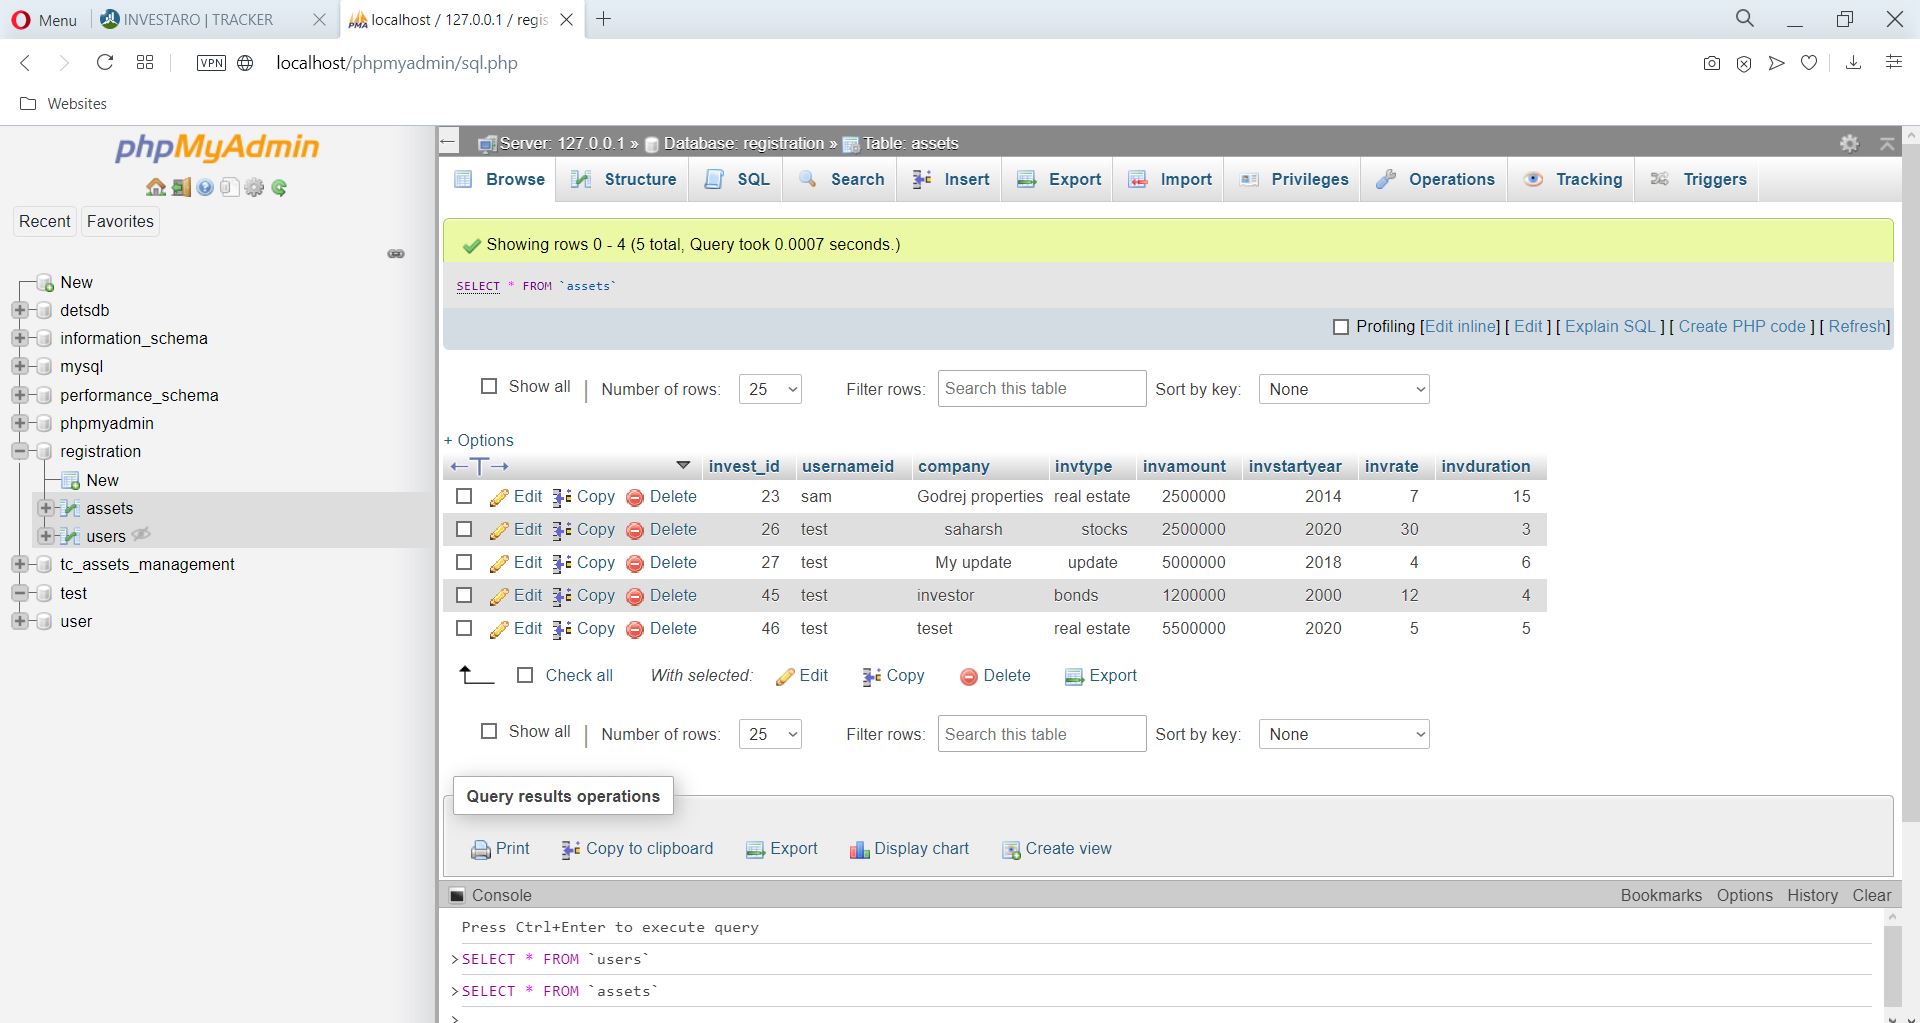 Menu INVESTARO | TRACKER localhost / 127.0.0.1 / regis
VPN localhost/phpmyadmin/sql.php
Websites
phpMyAdmin
Recent Favorites
New
detsdb
information_schema
mysql
performance_schema
phpmyadmin
registration
New
assets
users
tc_assets_management
test
user
Server: 127.0.0.1 » Database: registration » Table: assets
Browse Structure SQL Search Insert Export Import Privileges Operations Tracking Triggers
Showing rows 0 - 4 (5 total, Query took 0.0007 seconds.)
SELECT * FROM `assets`
Profiling [Edit inline] [ Edit ] [ Explain SQL ] [ Create PHP code ] [ Refresh]
Show all | Number of rows: 25 Filter rows: Search this table Sort by key: None
+ Options
←T→ invest_id usernameid company invtype invamount invstartyear invrate invduration
Edit Copy Delete 23 sam Godrej properties real estate 2500000 2014 7 15
Edit Copy Delete 26 test saharsh stocks 2500000 2020 30 3
Edit Copy Delete 27 test My update update 5000000 2018 4 6
Edit Copy Delete 45 test investor bonds 1200000 2000 12 4
Edit Copy Delete 46 test teset real estate 5500000 2020 5 5
Check all With selected: Edit Copy Delete Export
Show all | Number of rows: 25 Filter rows: Search this table Sort by key: None
Query results operations
Print Copy to clipboard Export Display chart Create view
Console Bookmarks Options History Clear
Press Ctrl+Enter to execute query
>SELECT * FROM `users`
>SELECT * FROM `assets`
>